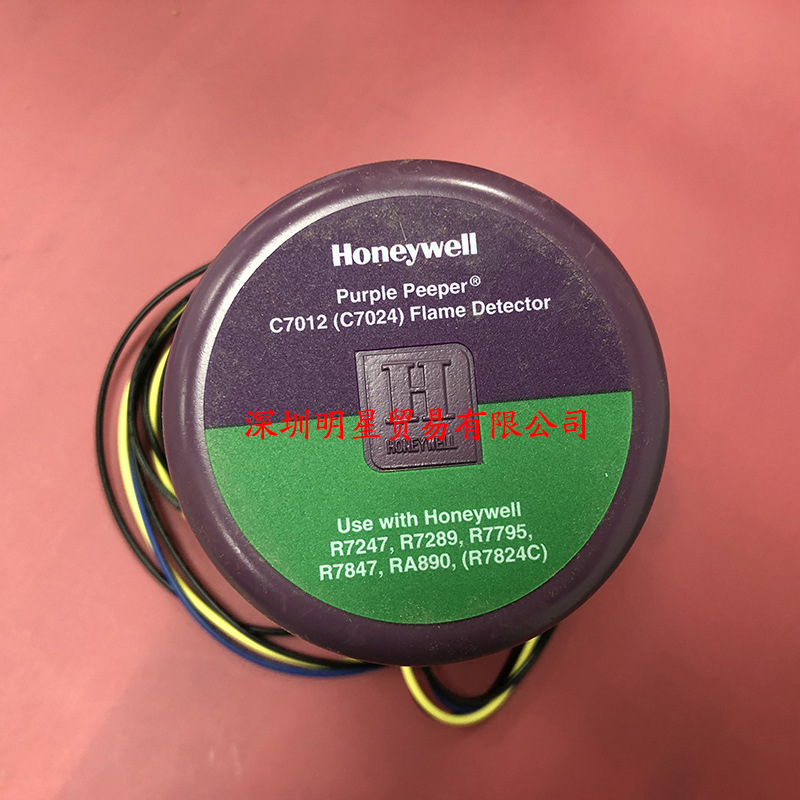 Honeywell
Purple Peeper®
C7012 (C7024) Flame Detector
H
深圳明星贸易有限公司
HONEYWELL
Use with Honeywell
R7247, R7289, R7795,
R7847, RA890, (R7824C)